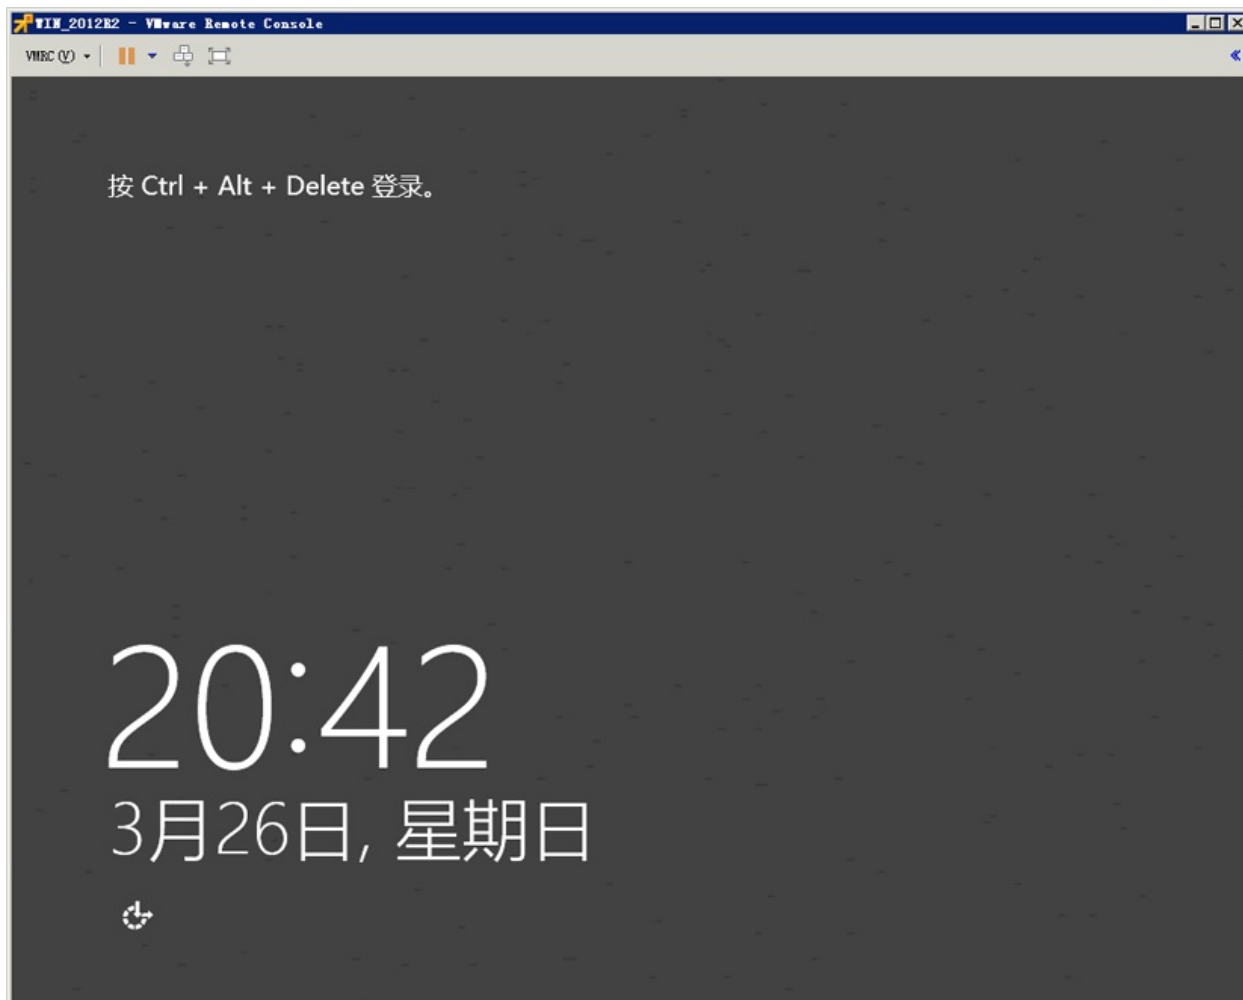 WIN_2012R2 - VMware Remote Console
VMRC(V)
按 Ctrl + Alt + Delete 登录。
20:42
3月26日, 星期日